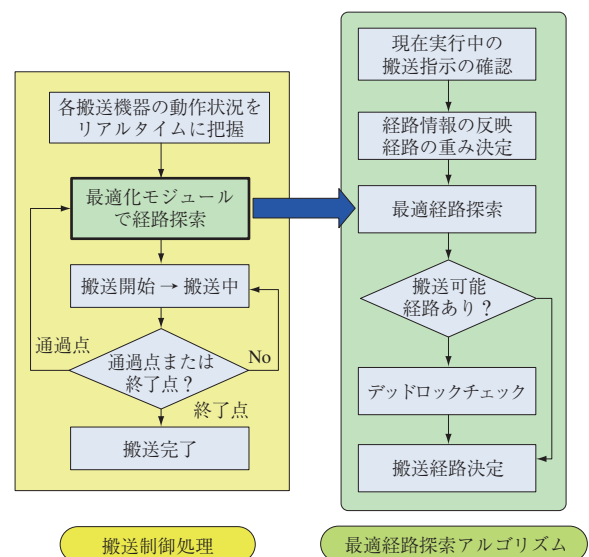 各搬送機器の動作状況を
リアルタイムに把握
最適化モジュール
で経路探索
搬送開始 → 搬送中
通過点
通過点または
終了点？
No
終了点
搬送完了
搬送制御処理
現在実行中の
搬送指示の確認
経路情報の反映
経路の重み決定
最適経路探索
搬送可能
経路あり？
デッドロックチェック
搬送経路決定
最適経路探索アルゴリズム